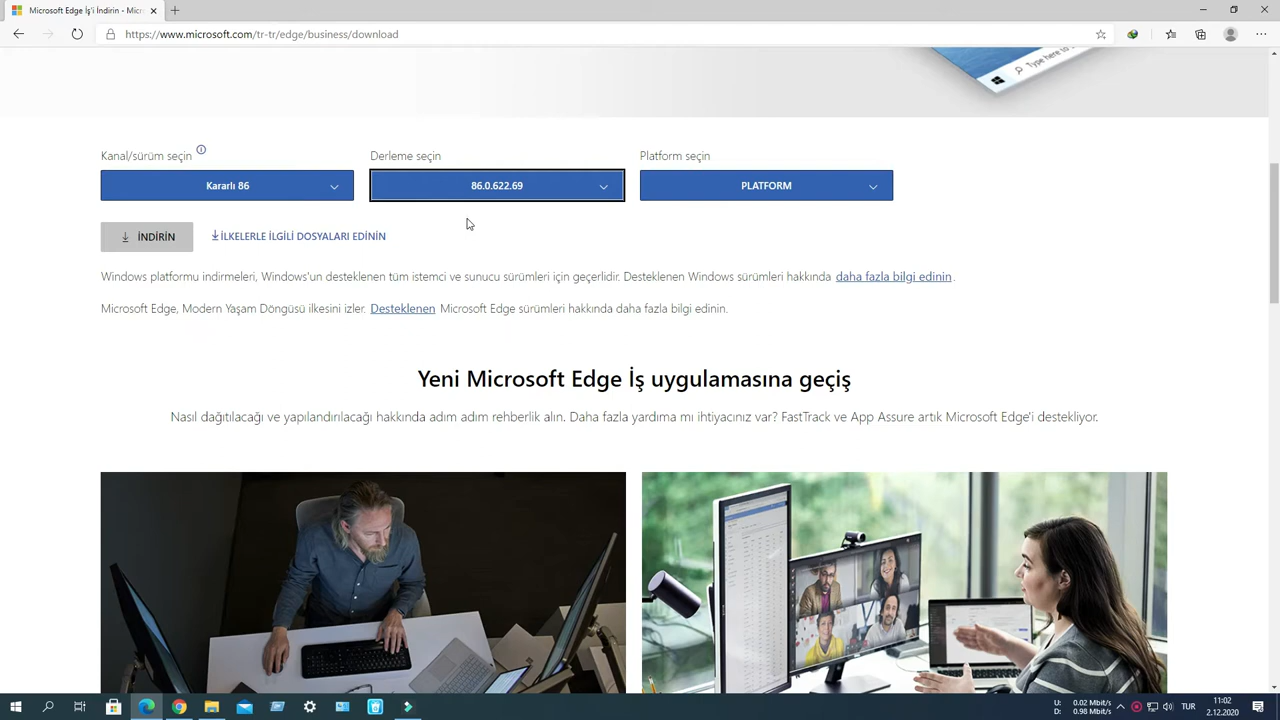 Microsoft Edge İş'i İndirin - Micr
https://www.microsoft.com/tr-tr/edge/business/download
Type here to
Kanal/sürüm seçin
Derleme seçin
Platform seçin
Kararlı 86
86.0.622.69
PLATFORM
İNDİRİN
İLKELERLE İLGİLİ DOSYALARI EDİNİN
Windows platformu indirmeleri, Windows'un desteklenen tüm istemci ve sunucu sürümleri için geçerlidir. Desteklenen Windows sürümleri hakkında daha fazla bilgi edinin.
Microsoft Edge, Modern Yaşam Döngüsü ilkesini izler. Desteklenen Microsoft Edge sürümleri hakkında daha fazla bilgi edinin.
Yeni Microsoft Edge İş uygulamasına geçiş
Nasıl dağıtılacağı ve yapılandırılacağı hakkında adım adım rehberlik alın. Daha fazla yardıma mı ihtiyacınız var? FastTrack ve App Assure artık Microsoft Edge'i destekliyor.
U: 0.02 Mbit/s
D: 0.98 Mbit/s
TUR
11:02
2.12.2020